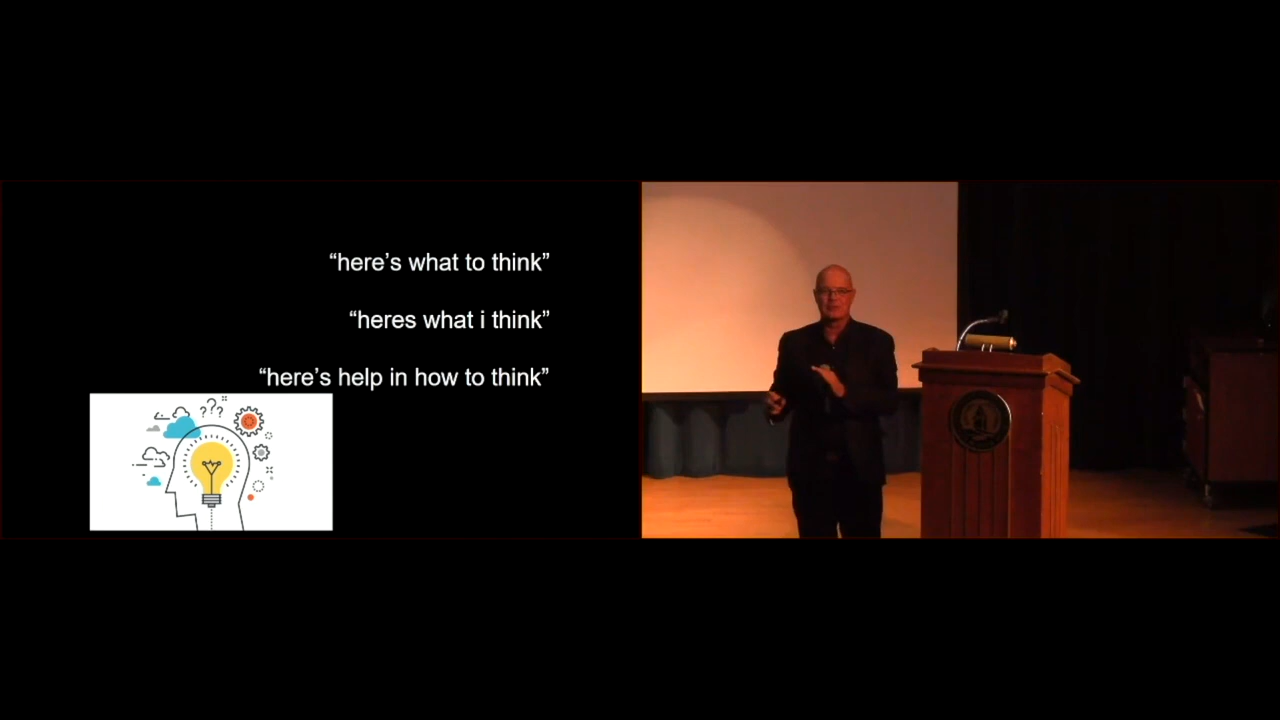 “here’s what to think”
“heres what i think”
“here’s help in how to think”
???